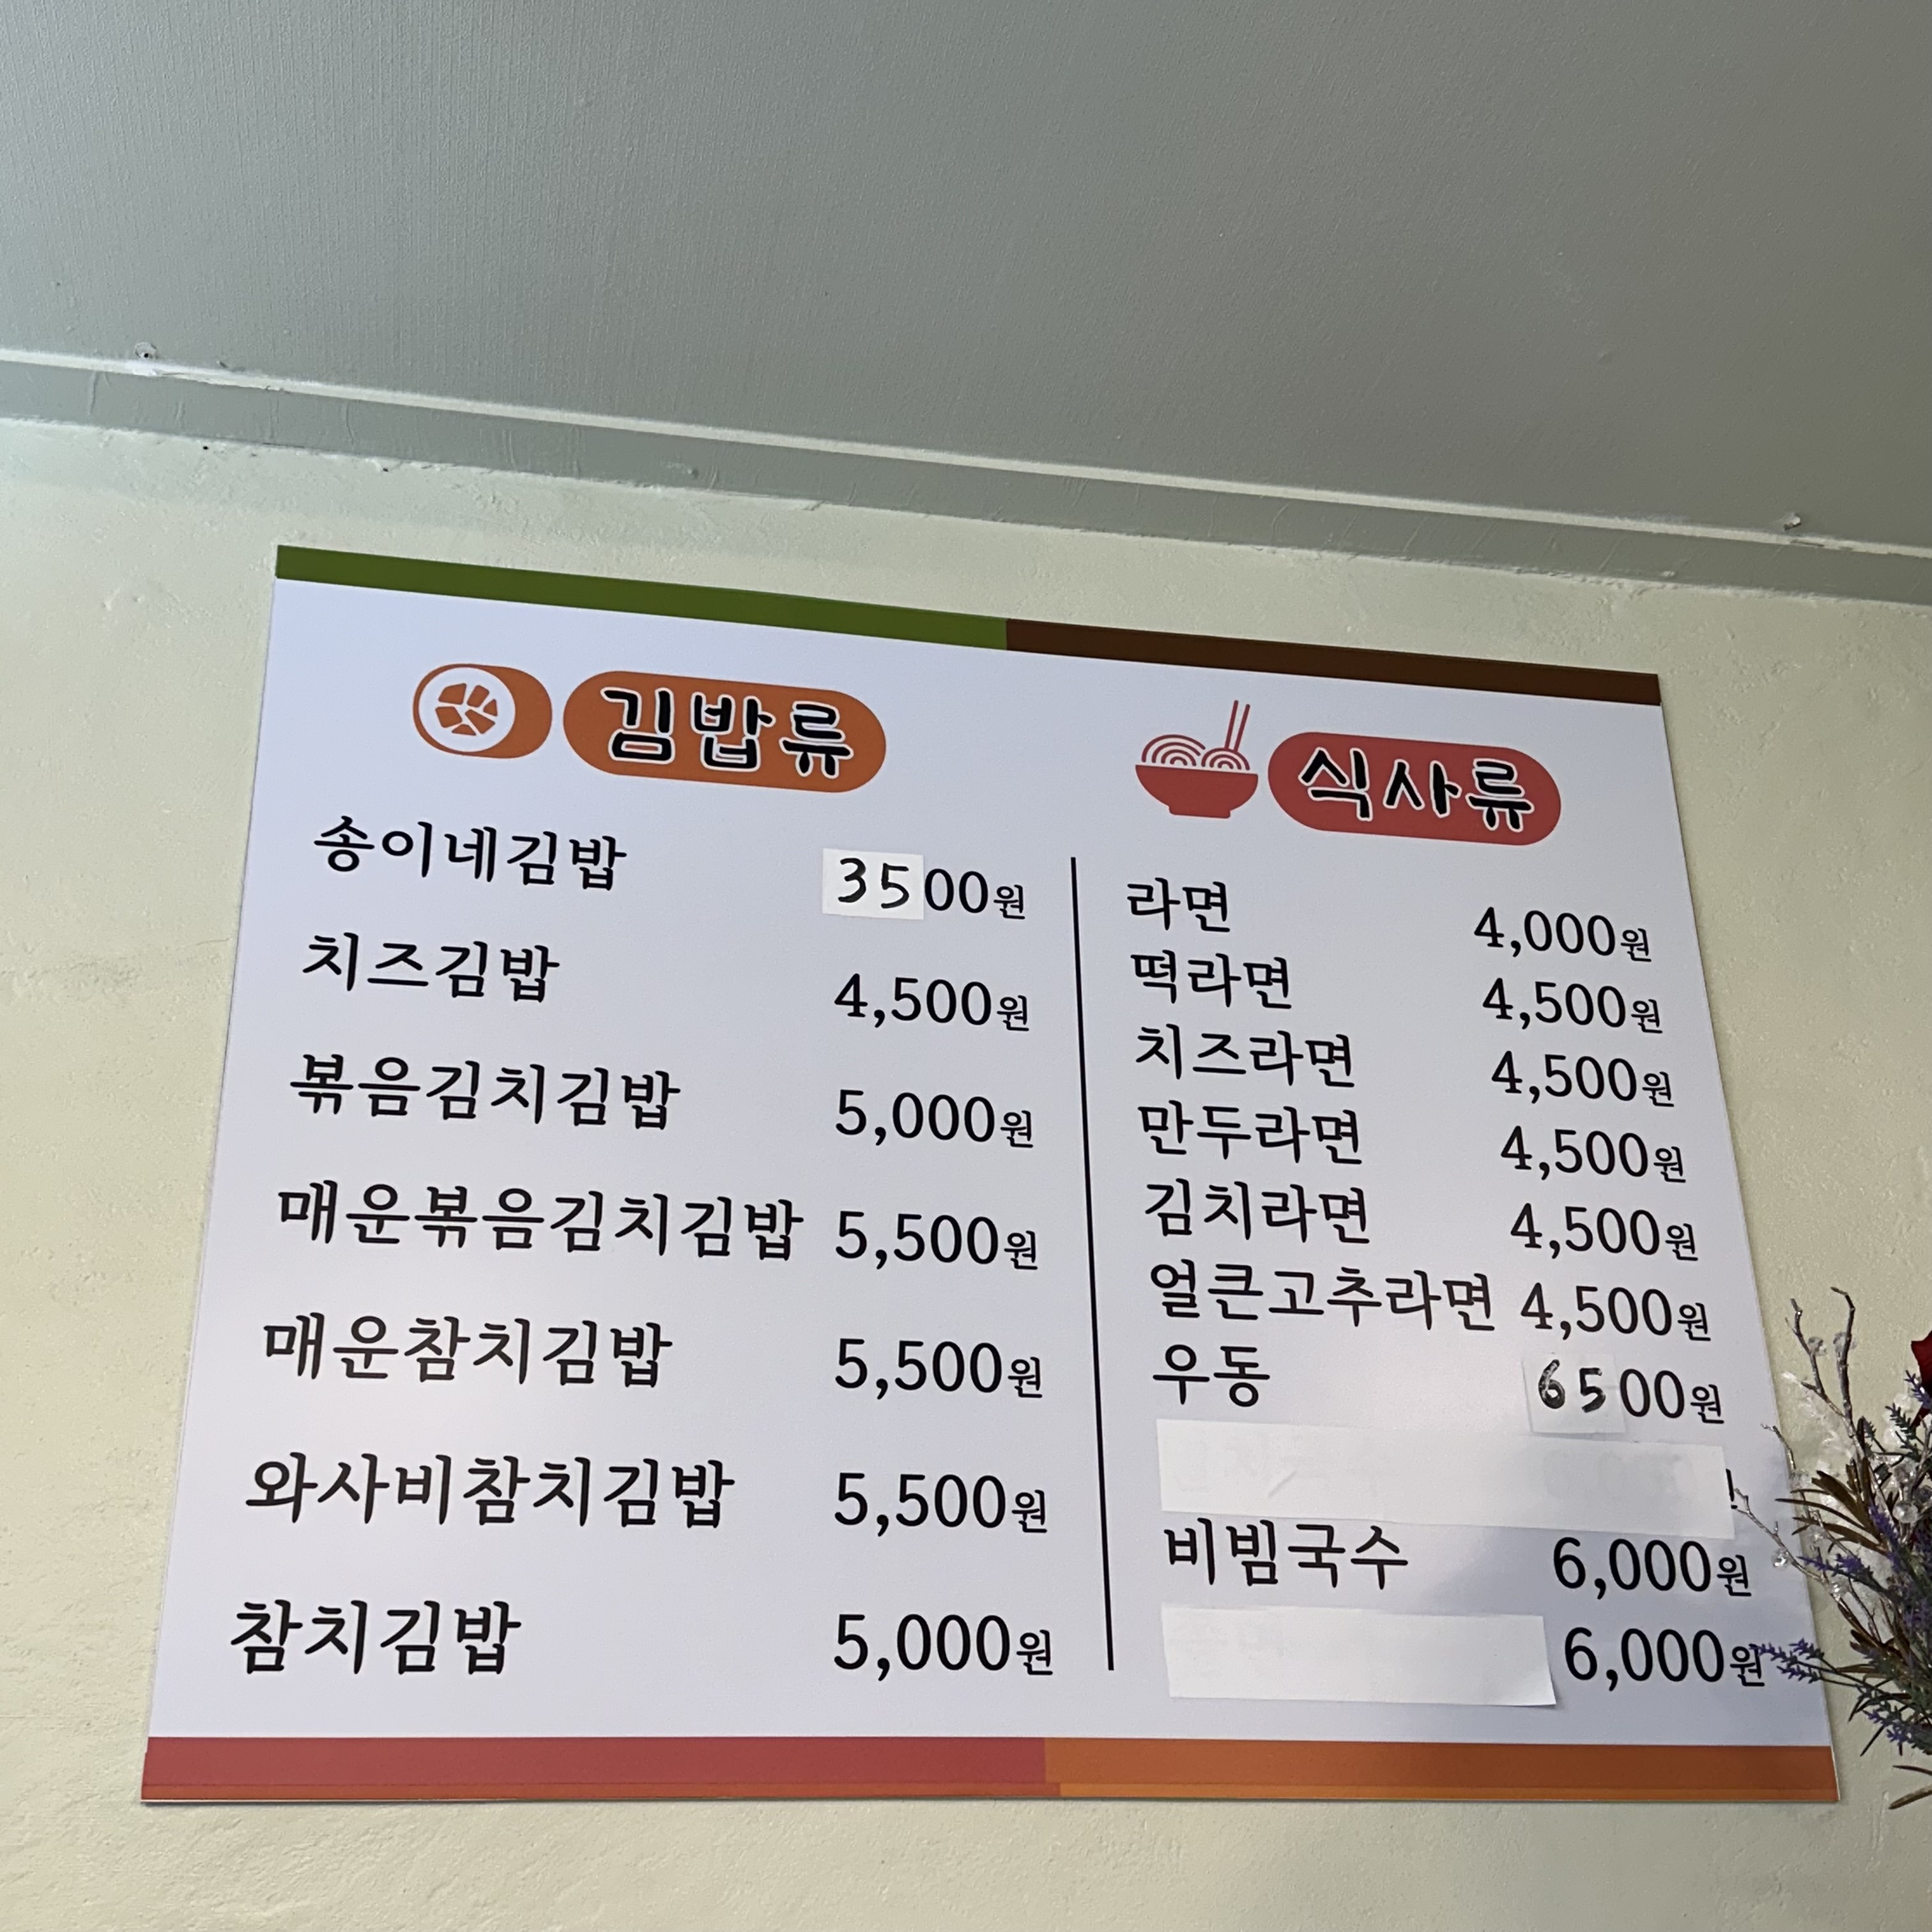 김밥류
송이네김밥 3500원
치즈김밥 4,500원
볶음김치김밥 5,000원
매운볶음김치김밥 5,500원
매운참치김밥 5,500원
와사비참치김밥 5,500원
참치김밥 5,000원
식사류
라면 4,000원
떡라면 4,500원
치즈라면 4,500원
만두라면 4,500원
김치라면 4,500원
얼큰고추라면 4,500원
우동 6500원
비빔국수 6,000원
6,000원